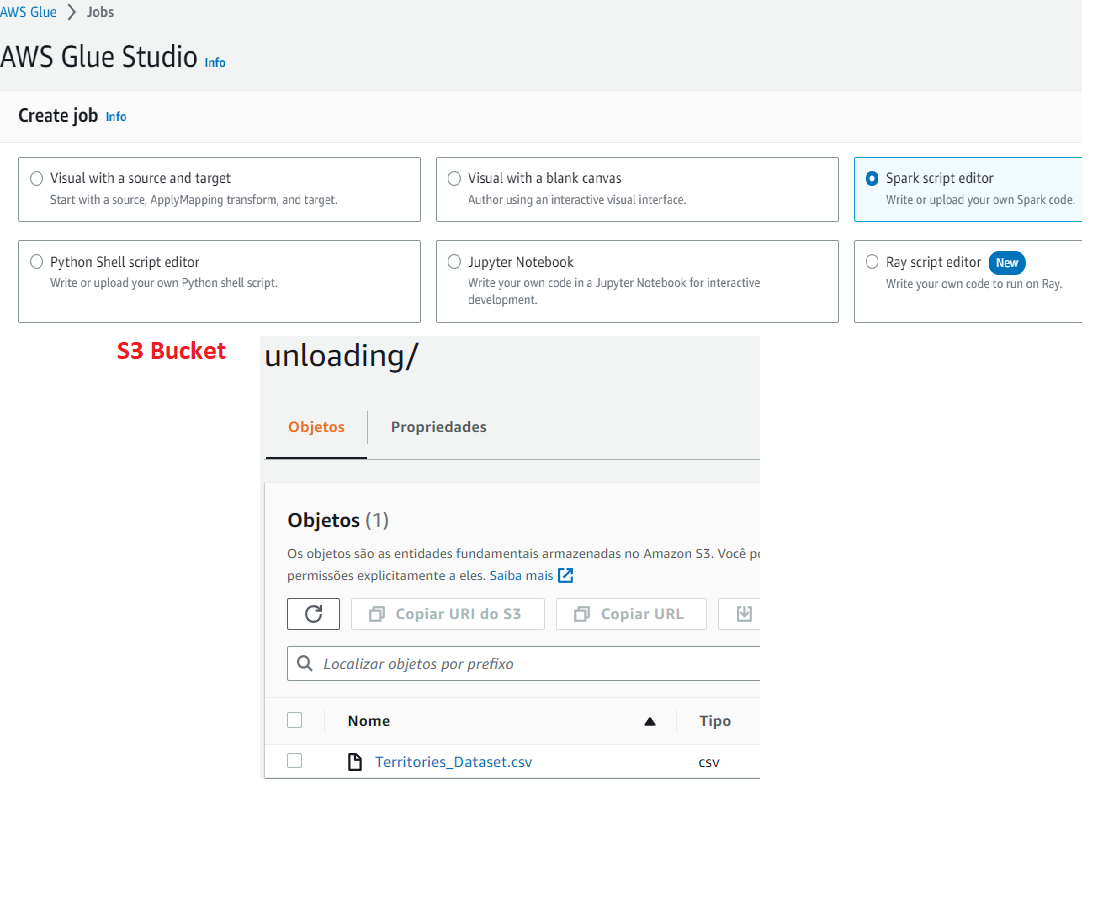 AWS Glue > Jobs
AWS Glue Studio Info
Create job Info
Visual with a source and target
Start with a source, ApplyMapping transform, and target.
Visual with a blank canvas
Author using an interactive visual interface.
Spark script editor
Write or upload your own Spark code.
Python Shell script editor
Write or upload your own Python shell script.
Jupyter Notebook
Write your own code in a Jupyter Notebook for interactive
development.
Ray script editor New
Write your own code to run on Ray.
S3 Bucket
unloading/
Objetos
Propriedades
Objetos (1)
Os objetos são as entidades fundamentais armazenadas no Amazon S3. Você
permissões explicitamente a eles. Saiba mais
Copiar URI do S3
Copiar URL
Localizar objetos por prefixo
Nome
Tipo
Territories_Dataset.csv
csv